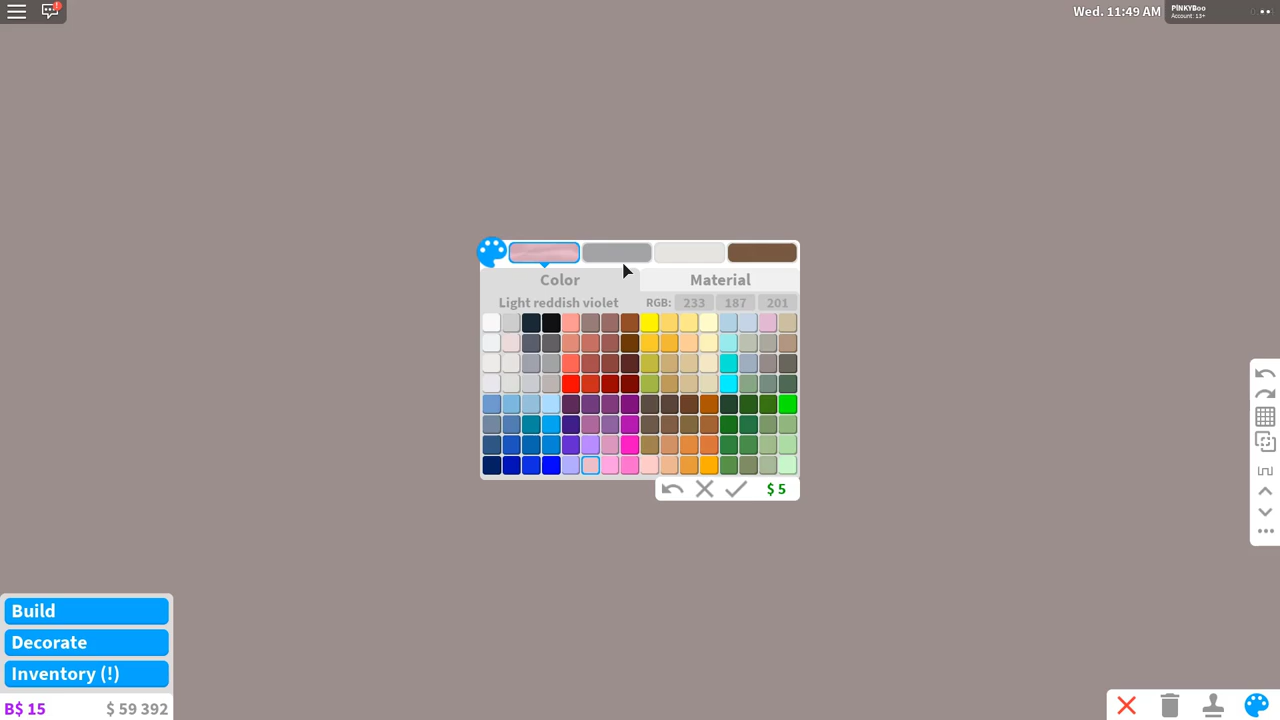 Wed. 11:49 AM
PINKYBoo
Account: 13+
Color
Material
Light reddish violet
RGB: 233 187 201
$ 5
Build
Decorate
Inventory (!)
B$ 15
$ 59 392